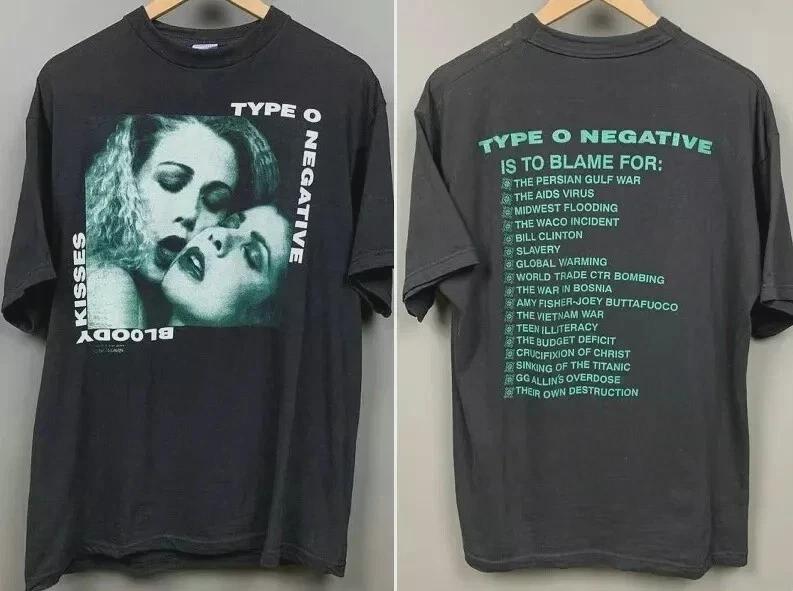 TYPE O NEGATIVE
BLOODY KISSES
TYPE O NEGATIVE
IS TO BLAME FOR:
THE PERSIAN GULF WAR
THE AIDS VIRUS
MIDWEST FLOODING
THE WACO INCIDENT
BILL CLINTON
SLAVERY
GLOBAL WARMING
WORLD TRADE CTR BOMBING
THE WAR IN BOSNIA
AMY FISHER-JOEY BUTTAFUOCO
THE VIETNAM WAR
TEEN ILLITERACY
THE BUDGET DEFICIT
CRUCIFIXION OF CHRIST
SINKING OF THE TITANIC
GG ALLIN'S OVERDOSE
THEIR OWN DESTRUCTION